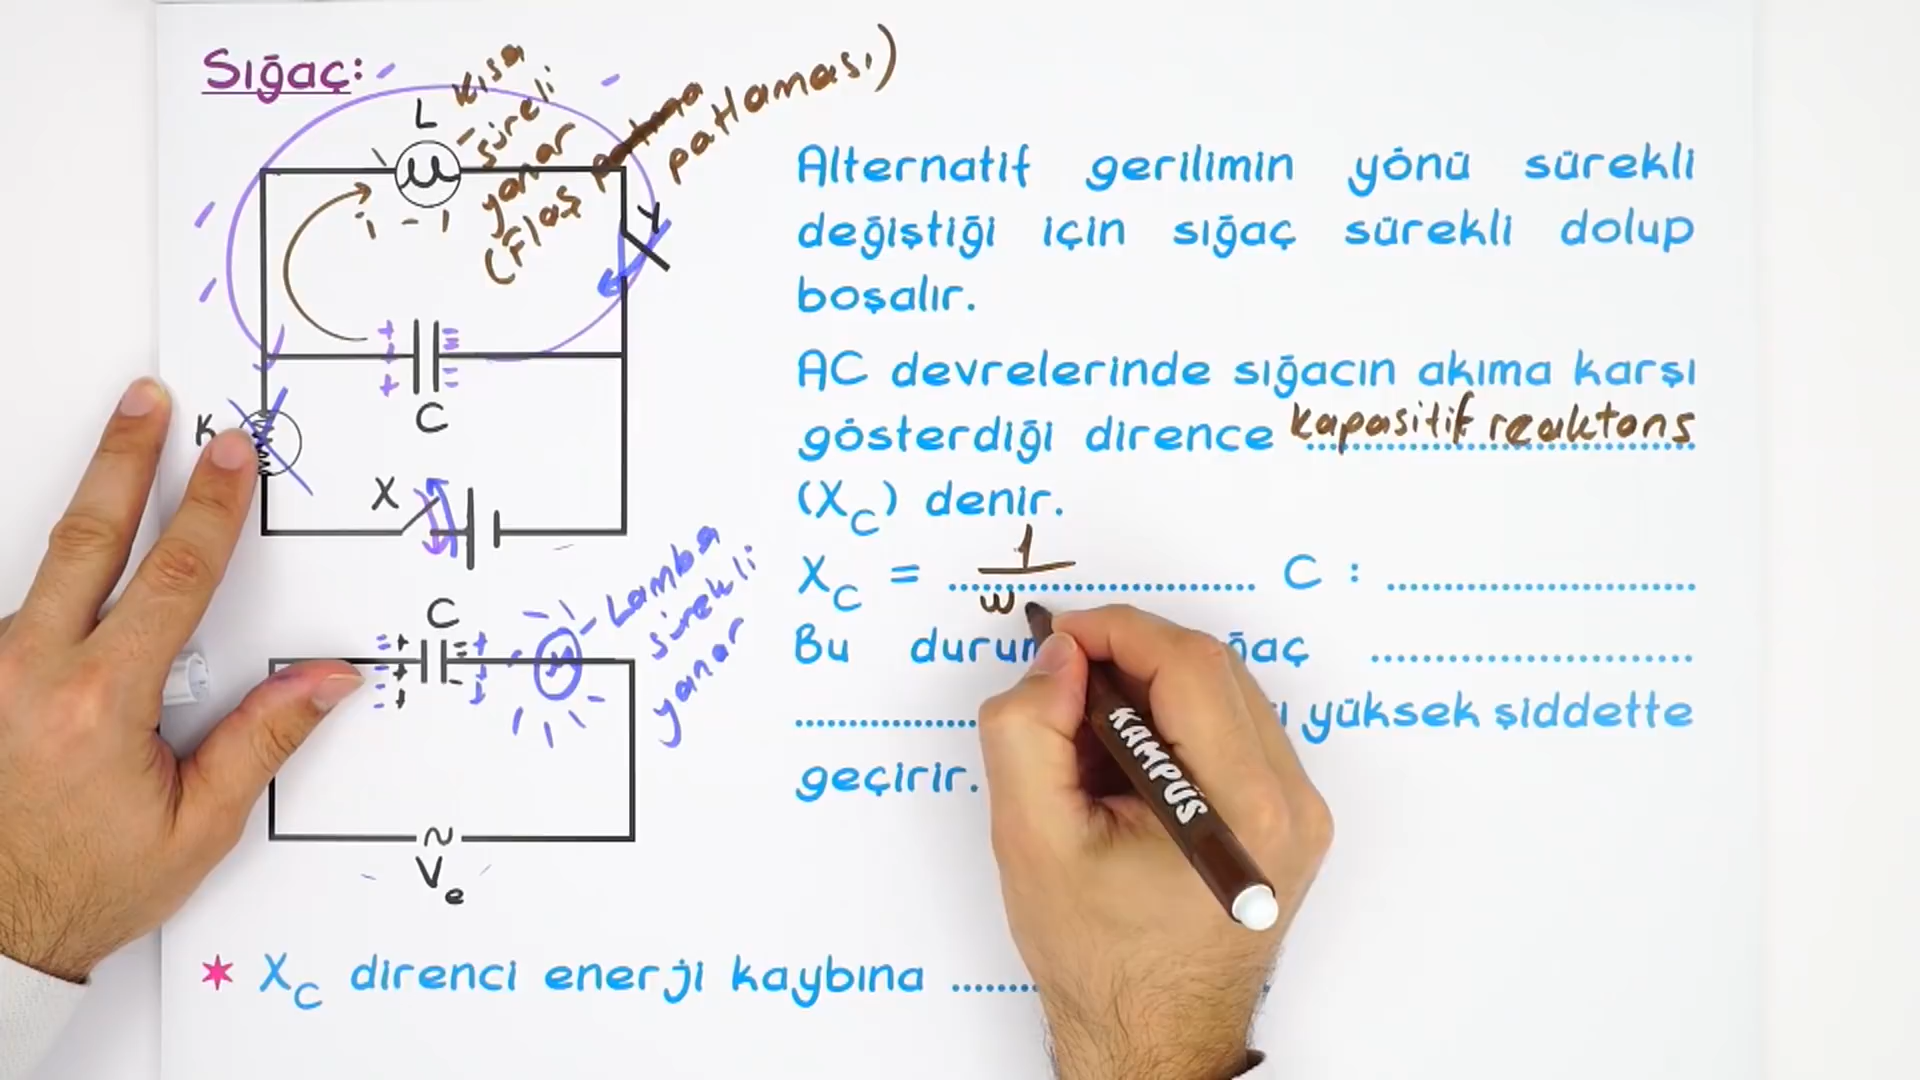 Sığaç:
L
kısa
süreli
yanar
(Flaş patlaması)
i
Y
C
K
X
C
Lamba
sürekli
yanar
~
Ve
Alternatif gerilimin yönü sürekli
değiştiği için sığaç sürekli dolup
boşalır.
AC devrelerinde sığacın akıma karşı
gösterdiği dirence kapasitif reaktans
(XC) denir.
XC = 1 ........ C : ........
w
Bu ........
........ yüksek şiddette
geçirir.
KAMPÜS
✶ XC direnci enerji kaybına ........